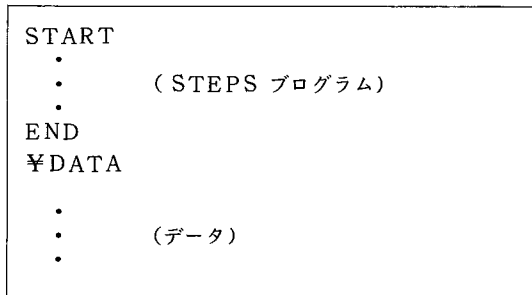 START
・
・ (STEPS プログラム)
・
END
¥DATA
・
・ (データ)
・